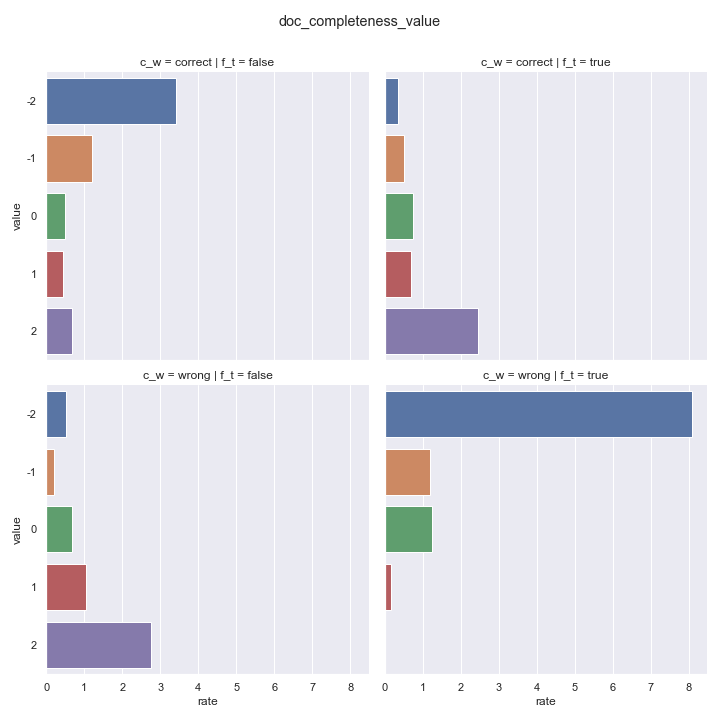 doc_completeness_value
c_w = correct | f_t = false
c_w = correct | f_t = true
value
-2
-1
0
1
2
c_w = wrong | f_t = false
c_w = wrong | f_t = true
value
-2
-1
0
1
2
0 1 2 3 4 5 6 7 8
0 1 2 3 4 5 6 7 8
rate
rate